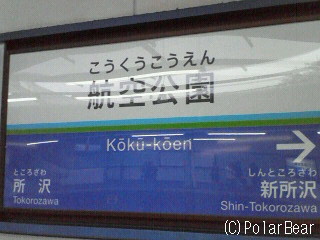 こうくうこうえん
航空公園
Kōkū-kōen
ところざわ
所沢
Tokorozawa
→
しんところざわ
新所沢
Shin-Tokorozawa
(C)PolarBear